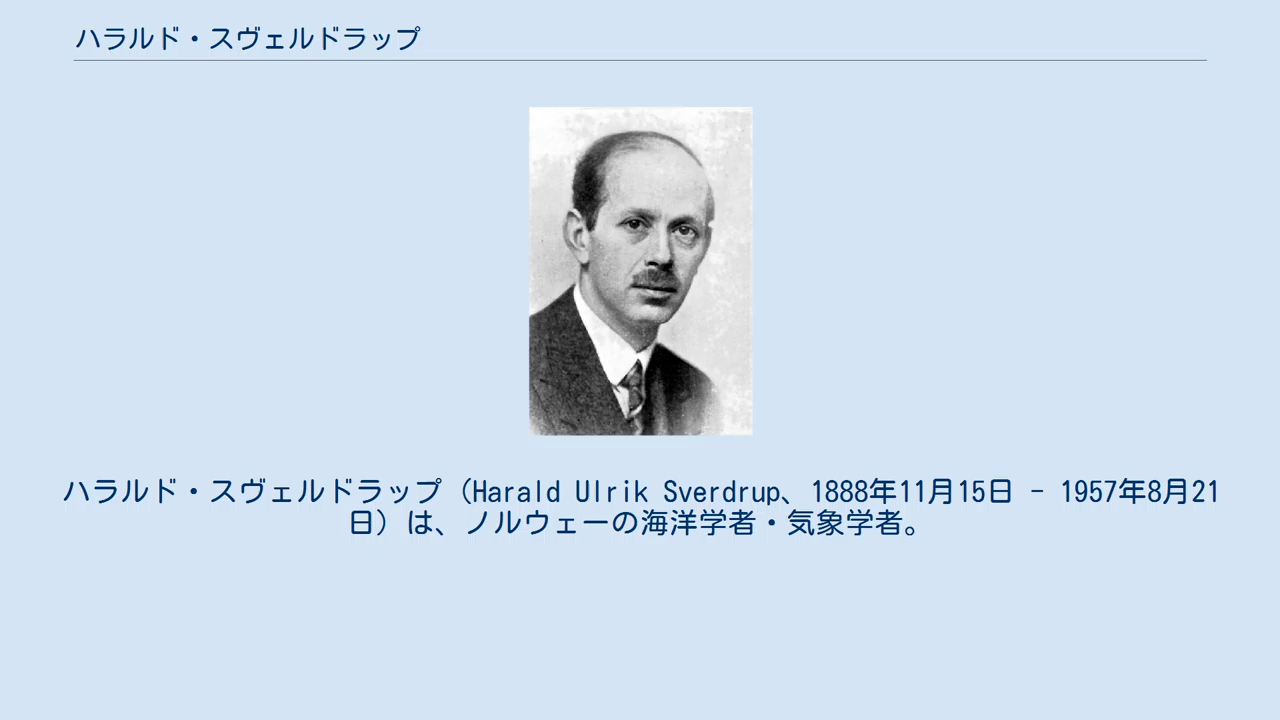 ハラルド・スヴェルドラップ
ハラルド・スヴェルドラップ（Harald Ulrik Sverdrup、1888年11月15日 - 1957年8月21
日）は、ノルウェーの海洋学者・気象学者。